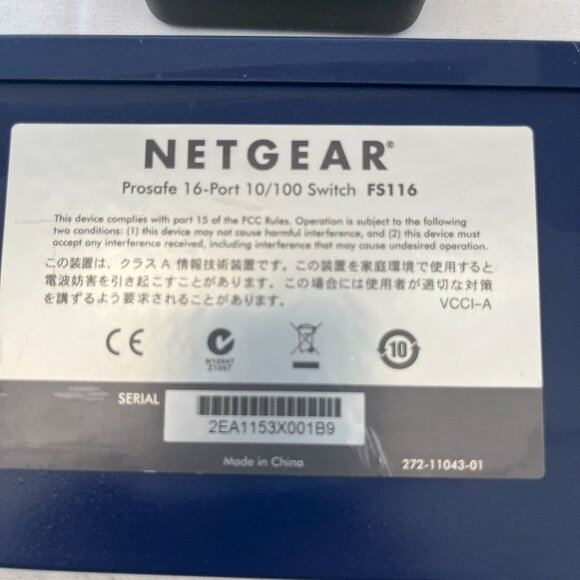 NETGEAR®
Prosafe 16-Port 10/100 Switch FS116
This device complies with part 15 of the FCC Rules. Operation is subject to the following
two conditions: (1) this device may not cause harmful interference, and (2) this device must
accept any interference received, including interference that may cause undesired operation.
この装置は、クラス A 情報技術装置です。この装置を家庭環境で使用すると
電波妨害を引き起こすことがあります。この場合には使用者が適切な対策
を講ずるよう要求されることがあります。 VCCI-A
CE
N10947
21007
10
SERIAL
2EA1153X001B9
Made in China 272-11043-01